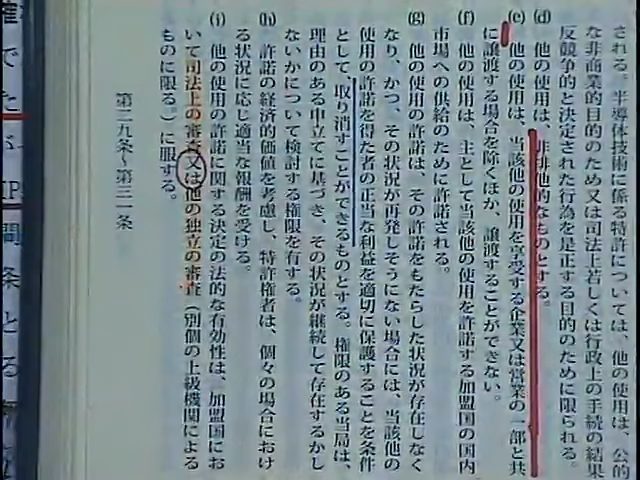 される。半導体技術に係る特許については、他の使用は、公的
な非商業的目的のため又は司法上若しくは行政上の手続の結果
反競争的と決定された行為を是正する目的のために限られる。
(d) 他の使用は、非排他的なものとする。
(e) 他の使用は、当該他の使用を享受する企業又は営業の一部と共
に譲渡する場合を除くほか、譲渡することができない。
(f) 他の使用は、主として当該他の使用を許諾する加盟国の国内
市場への供給のために許諾される。
(g) 他の使用の許諾は、その許諾をもたらした状況が存在しなく
なり、かつ、その状況が再発しそうにない場合には、当該他の
使用の許諾を得た者の正当な利益を適切に保護することを条件
として、取り消すことができるものとする。権限のある当局は、
理由のある申立てに基づき、その状況が継続して存在するかし
ないかについて検討する権限を有する。
(h) 許諾の経済的価値を考慮し、特許権者は、個々の場合におけ
る状況に応じ適当な報酬を受ける。
(i) 他の使用の許諾に関する決定の法的な有効性は、加盟国にお
いて司法上の審査又は他の独立の審査（別個の上級機関による
ものに限る。）に服する。
第二九条〜第三一条